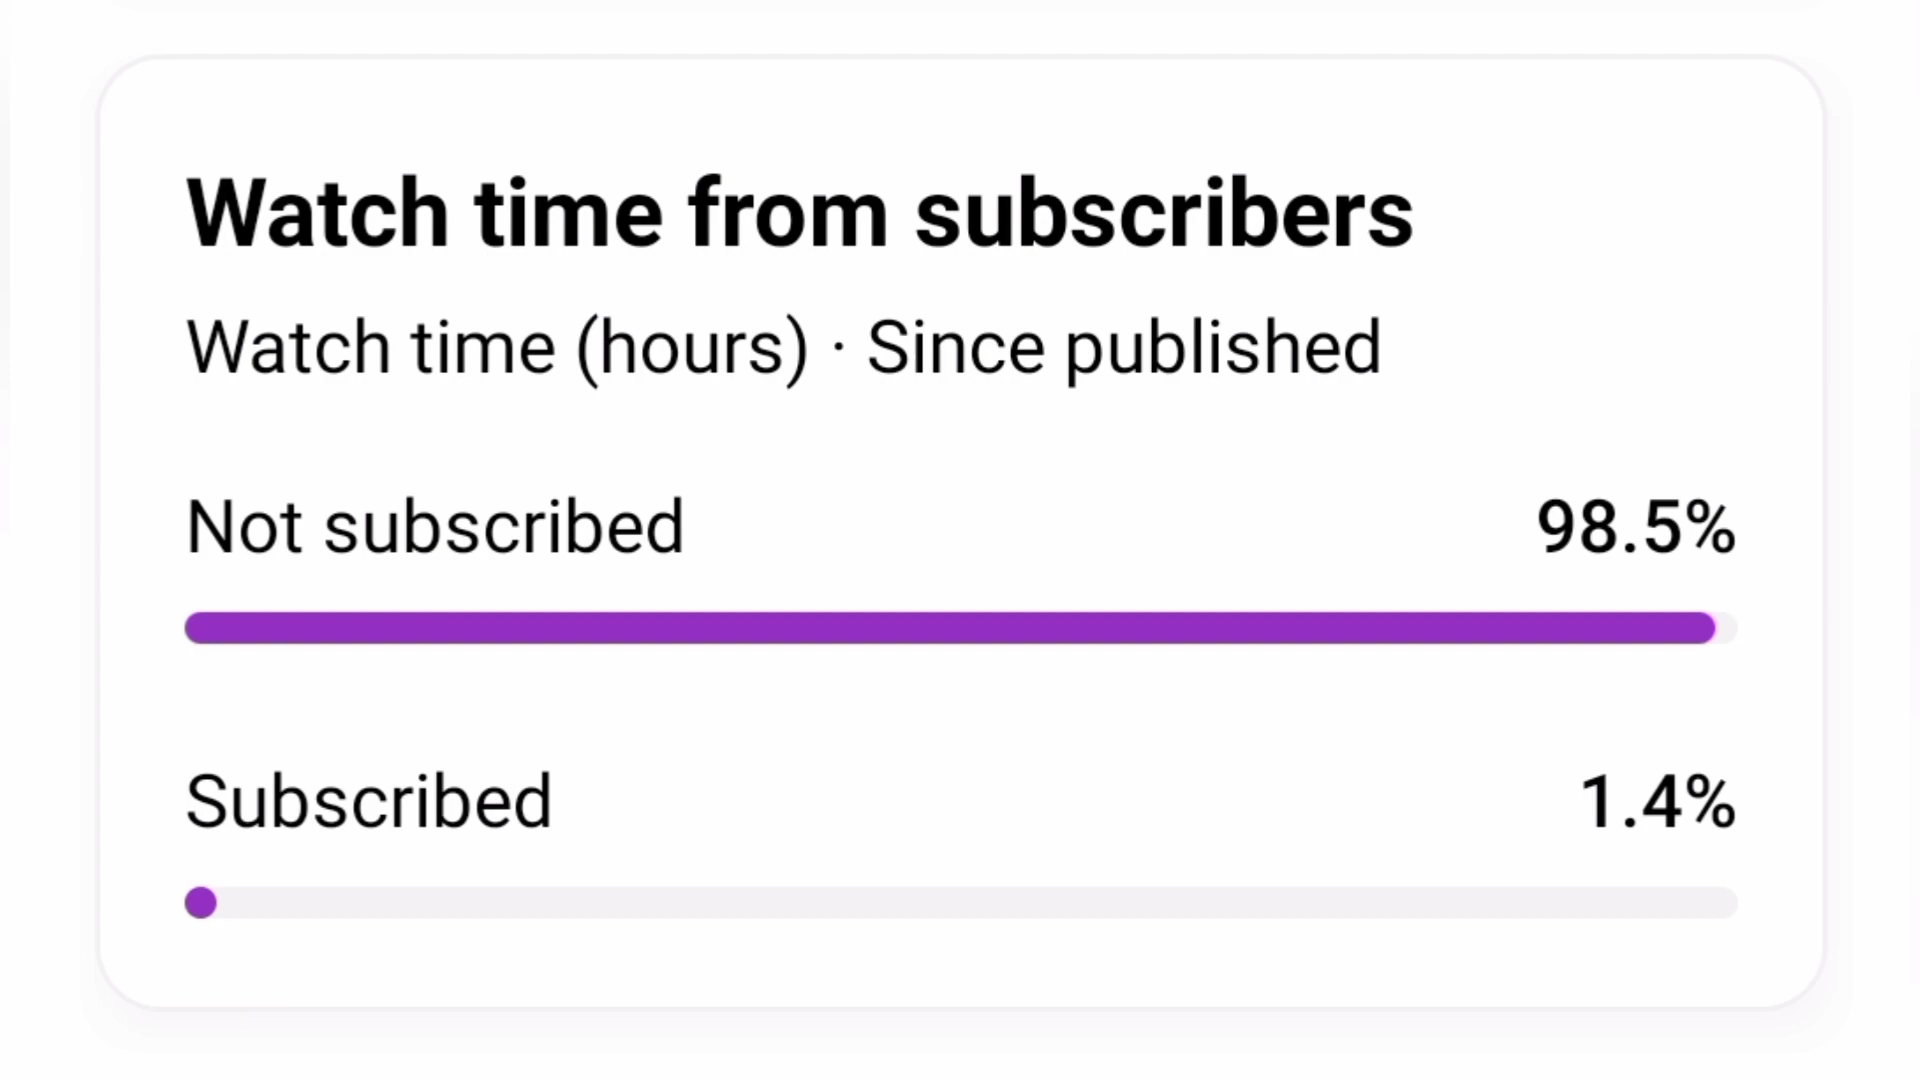 Watch time from subscribers
Watch time (hours) · Since published
Not subscribed 98.5%
Subscribed 1.4%